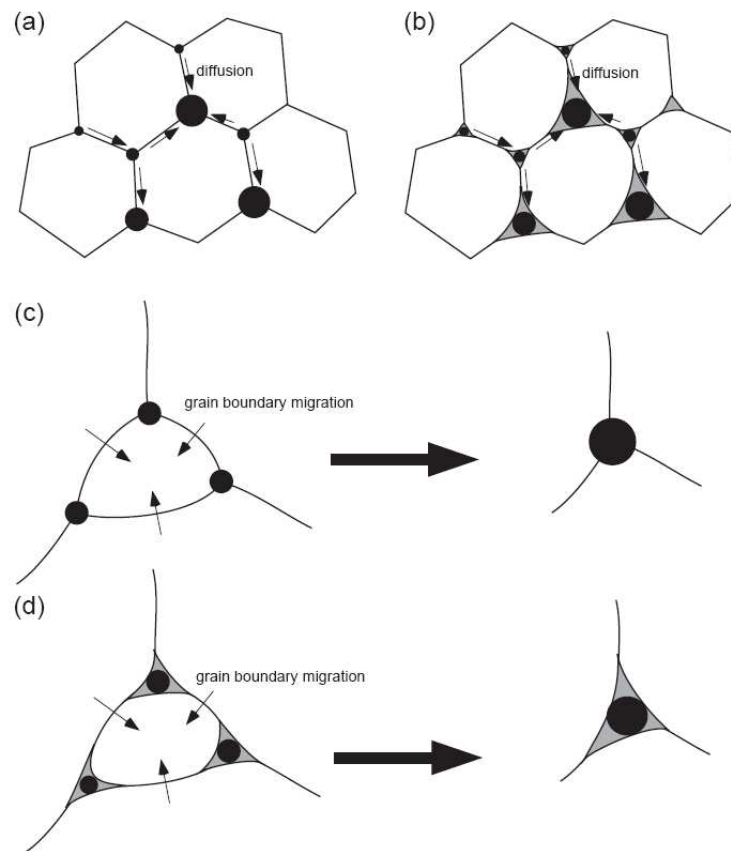 (a)
(b)
diffusion
diffusion
(c)
grain boundary migration
(d)
grain boundary migration